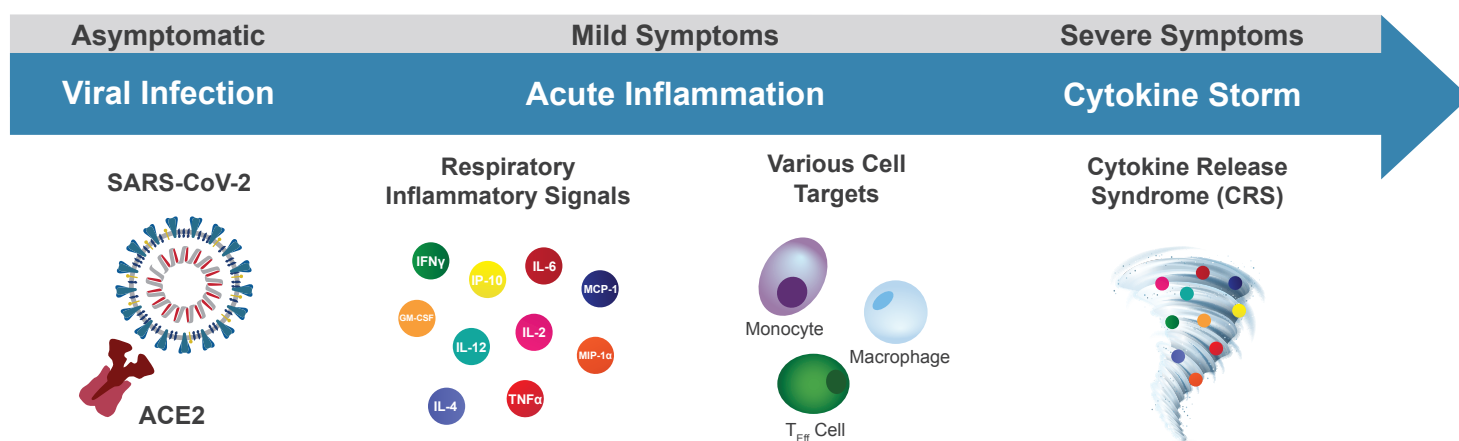 Asymptomatic
Mild Symptoms
Severe Symptoms
Viral Infection
Acute Inflammation
Cytokine Storm
SARS-CoV-2
ACE2
Respiratory
Inflammatory Signals
IFNγ
IP-10
IL-6
MCP-1
GM-CSF
IL-12
IL-2
MIP-1α
IL-4
TNFα
Various Cell
Targets
Monocyte
Macrophage
TEff Cell
Cytokine Release
Syndrome (CRS)